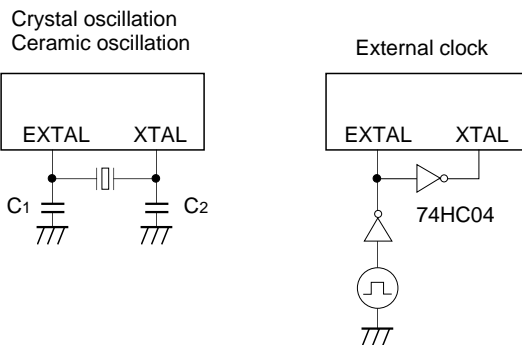 Crystal oscillation
Ceramic oscillation
EXTAL XTAL
C1
C2
External clock
EXTAL XTAL
74HC04